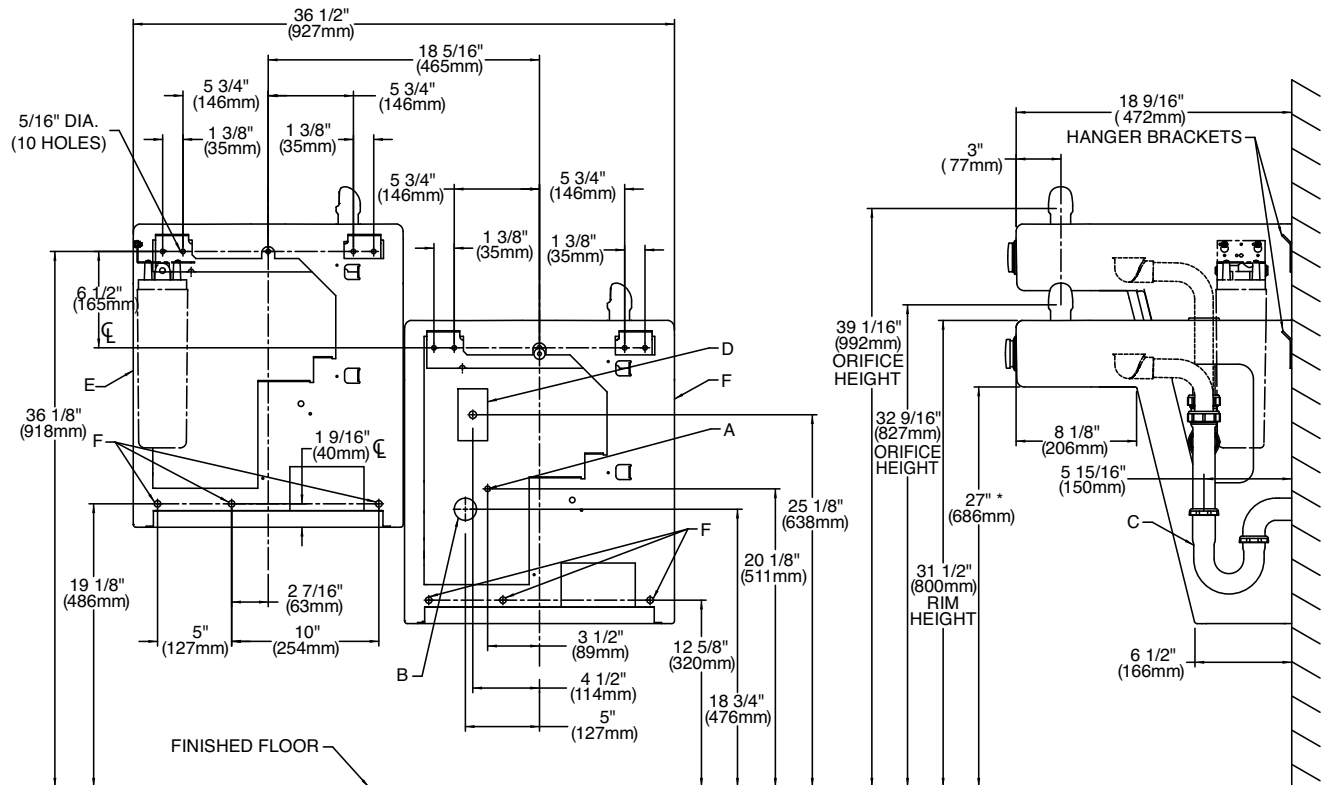 36 1/2"
(927mm)
18 5/16"
(465mm)
5 3/4"
(146mm)
5 3/4"
(146mm)
5/16" DIA.
(10 HOLES)
1 3/8"
(35mm)
1 3/8"
(35mm)
5 3/4"
(146mm)
5 3/4"
(146mm)
1 3/8"
(35mm)
1 3/8"
(35mm)
6 1/2"
(165mm)
℄
E
36 1/8"
(918mm)
F
1 9/16"
(40mm)
℄
D
F
A
25 1/8"
(638mm)
20 1/8"
(511mm)
F
19 1/8"
(486mm)
2 7/16"
(63mm)
5"
(127mm)
10"
(254mm)
B
3 1/2"
(89mm)
4 1/2"
(114mm)
5"
(127mm)
12 5/8"
(320mm)
18 3/4"
(476mm)
FINISHED FLOOR
18 9/16"
( 472mm)
HANGER BRACKETS
3"
( 77mm)
39 1/16"
(992mm)
ORIFICE
HEIGHT
32 9/16"
(827mm)
ORIFICE
HEIGHT
8 1/8"
(206mm)
5 15/16"
(150mm)
27" *
(686mm)
C
31 1/2"
(800mm)
RIM
HEIGHT
6 1/2"
(166mm)